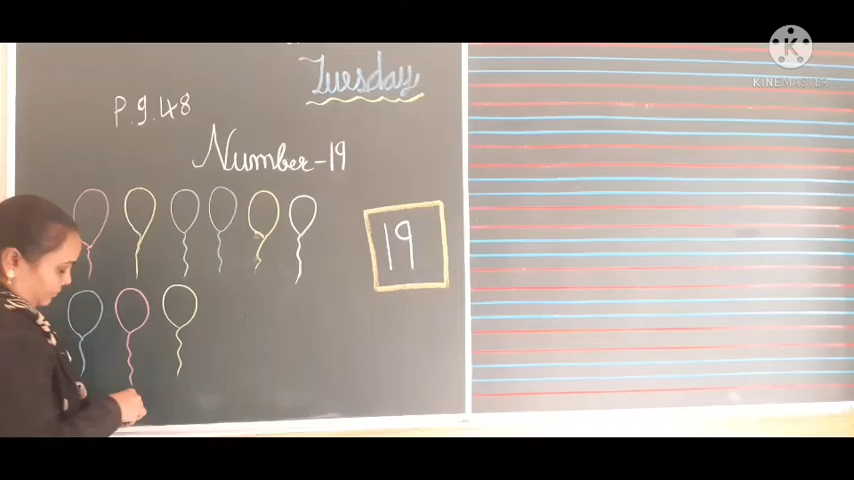 Tuesday
P.g.48
Number-19
19
K
KINEMASTER